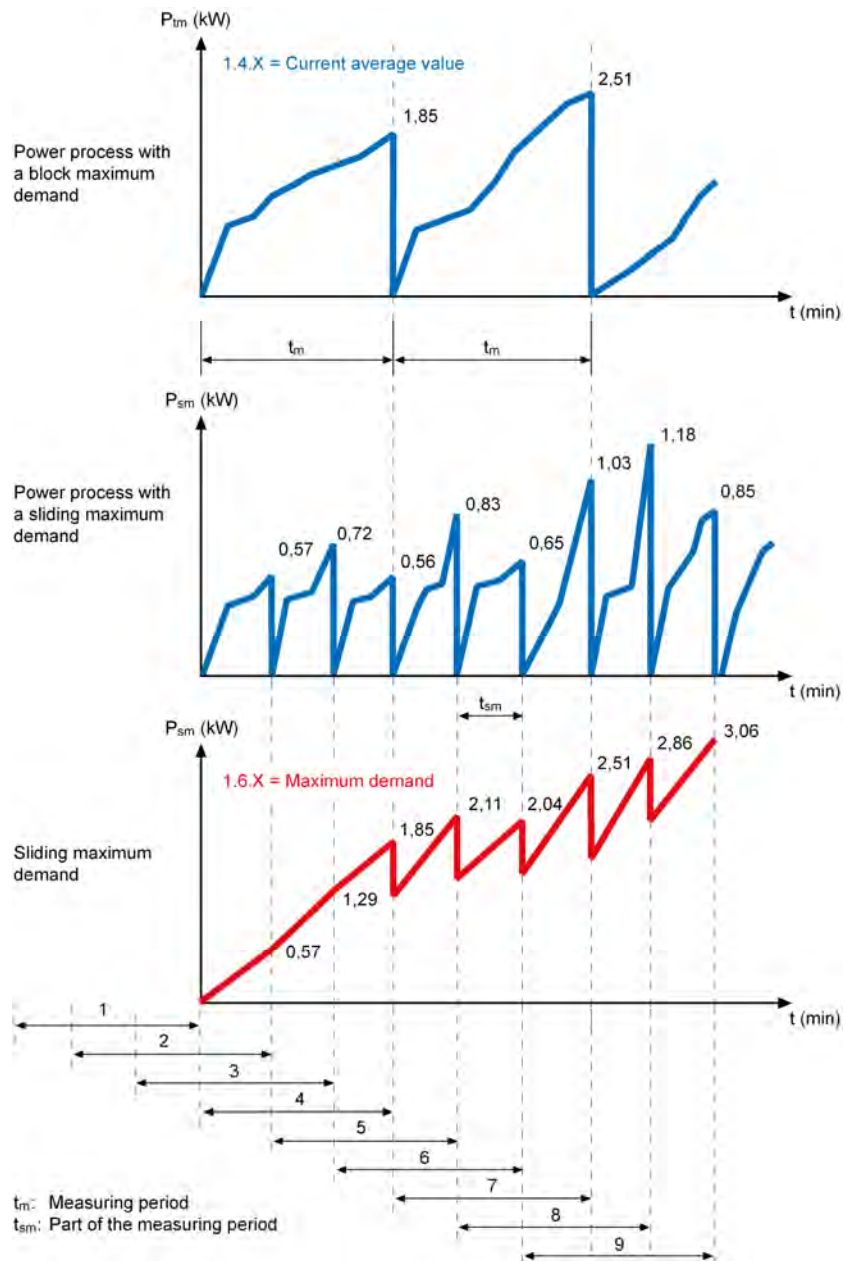 Ptm (kW)
1.4.X = Current average value
2,51
1,85
Power process with
a block maximum
demand
t (min)
tm
tm
Psm (kW)
1,18
1,03
0,83
0,85
Power process with
a sliding maximum
demand
0,72
0,57
0,56
0,65
t (min)
tsm
Psm (kW)
3,06
1.6.X = Maximum demand
2,51
2,86
2,11
2,04
1,85
Sliding maximum
demand
1,29
0,57
t (min)
1
2
3
4
5
6
7
8
9
tm: Measuring period
tsm: Part of the measuring period